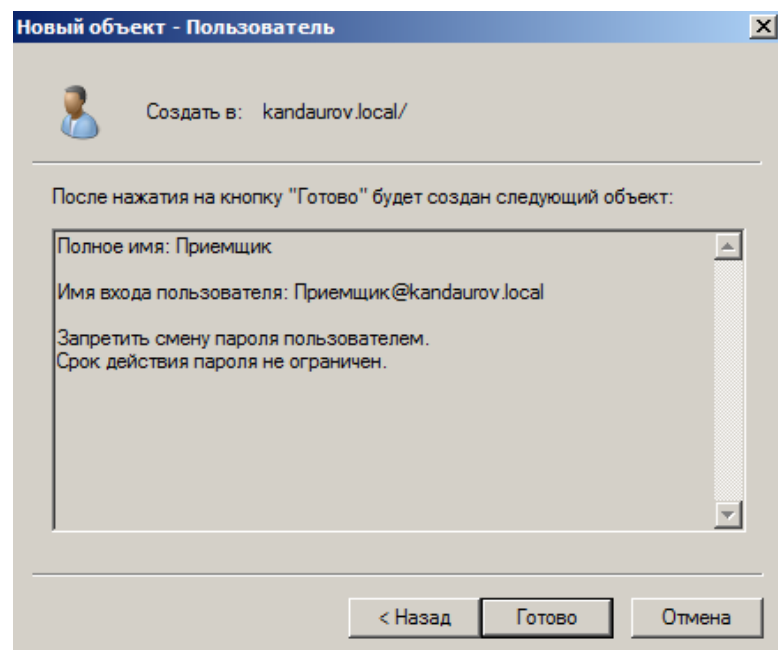 Новый объект - Пользователь
Создать в: kandaurov.local/
После нажатия на кнопку "Готово" будет создан следующий объект:
Полное имя: Приемщик
Имя входа пользователя: Приемщик@kandaurov.local
Запретить смену пароля пользователем.
Срок действия пароля не ограничен.
< Назад Готово Отмена